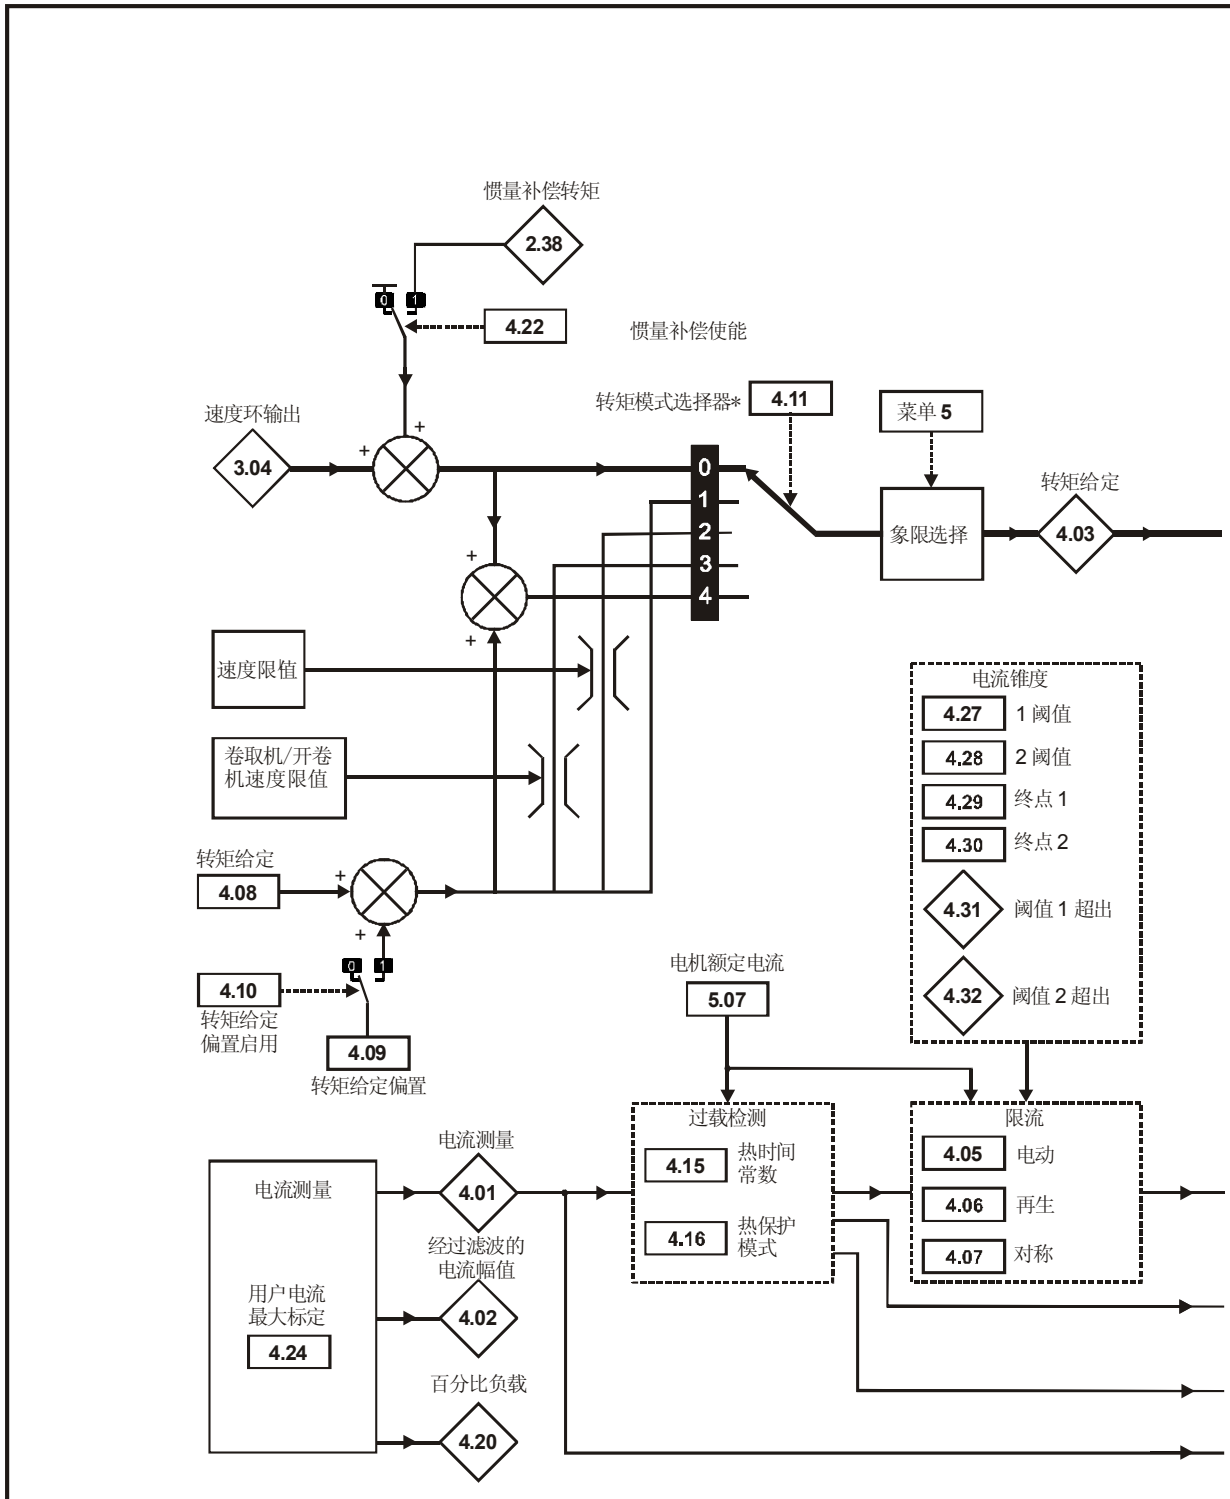 惯量补偿转矩
2.38
0 1
4.22
惯量补偿使能
转矩模式选择器*
4.11
菜单 5
速度环输出
3.04
+
+
0
1
2
3
4
象限选择
转矩给定
4.03
+
+
速度限值
卷取机/开卷
机速度限值
转矩给定
4.08
+
+
0 1
4.10
转矩给定
偏置启用
4.09
转矩给定偏置
电流锥度
4.27 1 阈值
4.28 2 阈值
4.29 终点 1
4.30 终点 2
4.31 阈值 1 超出
4.32 阈值 2 超出
电机额定电流
5.07
过载检测
4.15 热时间
常数
4.16 热保护
模式
限流
4.05 电动
4.06 再生
4.07 对称
电流测量
用户电流
最大标定
4.24
电流测量
4.01
经过滤波的
电流幅值
4.02
百分比负载
4.20